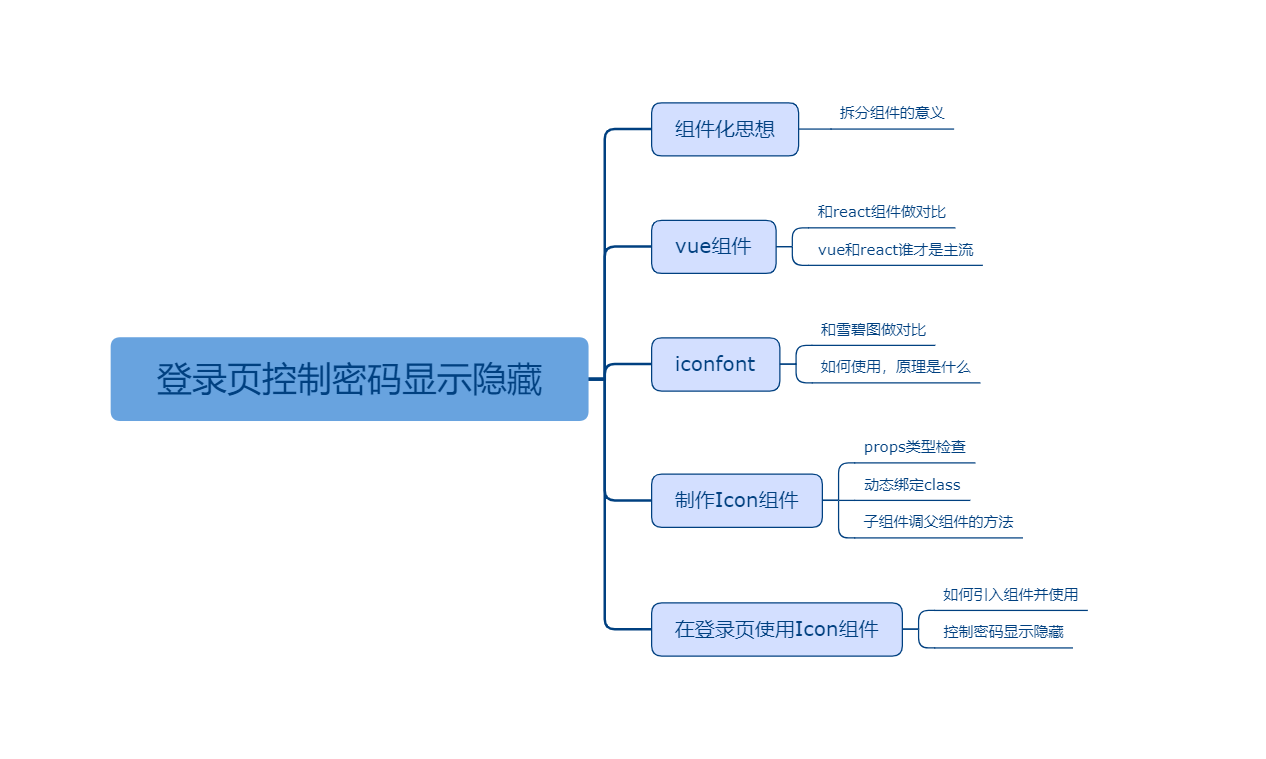 登录页控制密码显示隐藏
组件化思想
拆分组件的意义
vue组件
和react组件做对比
vue和react谁才是主流
iconfont
和雪碧图做对比
如何使用，原理是什么
制作Icon组件
props类型检查
动态绑定class
子组件调父组件的方法
在登录页使用Icon组件
如何引入组件并使用
控制密码显示隐藏